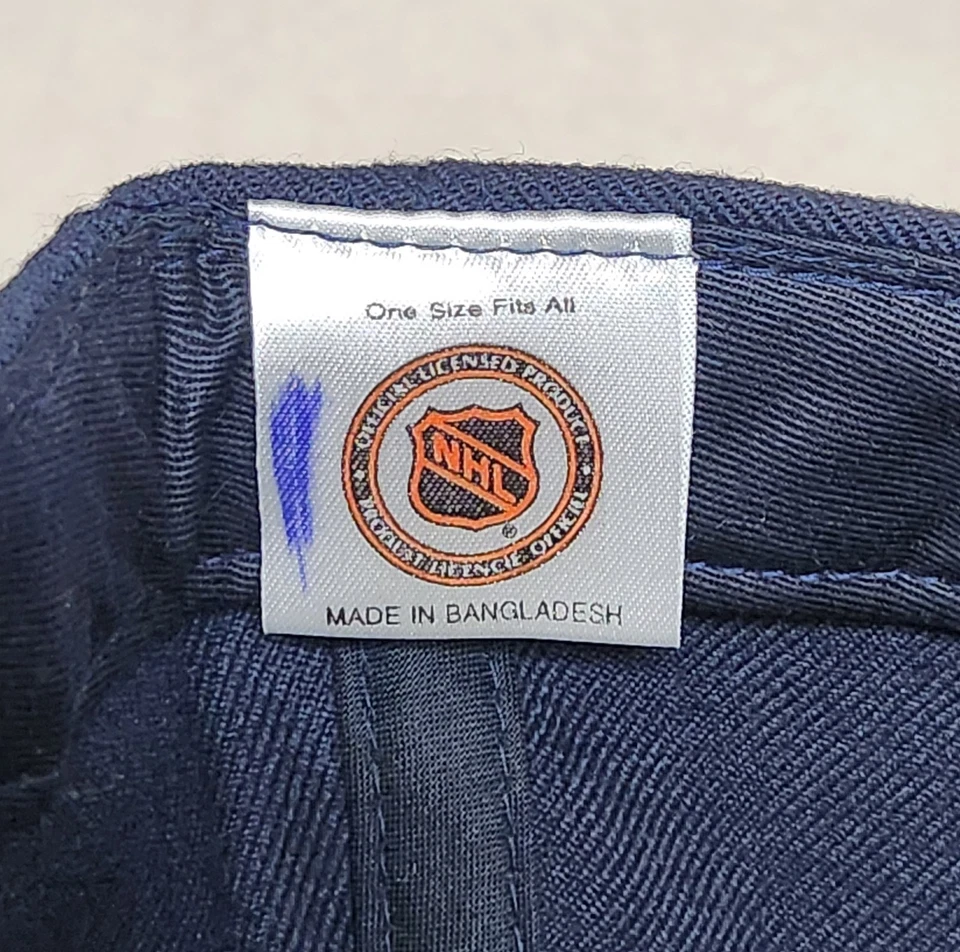 One Size Fits All
OFFICIAL LICENSED PRODUCT
NHL
®
PRODUIT LICENCE OFFICIEL
MADE IN BANGLADESH